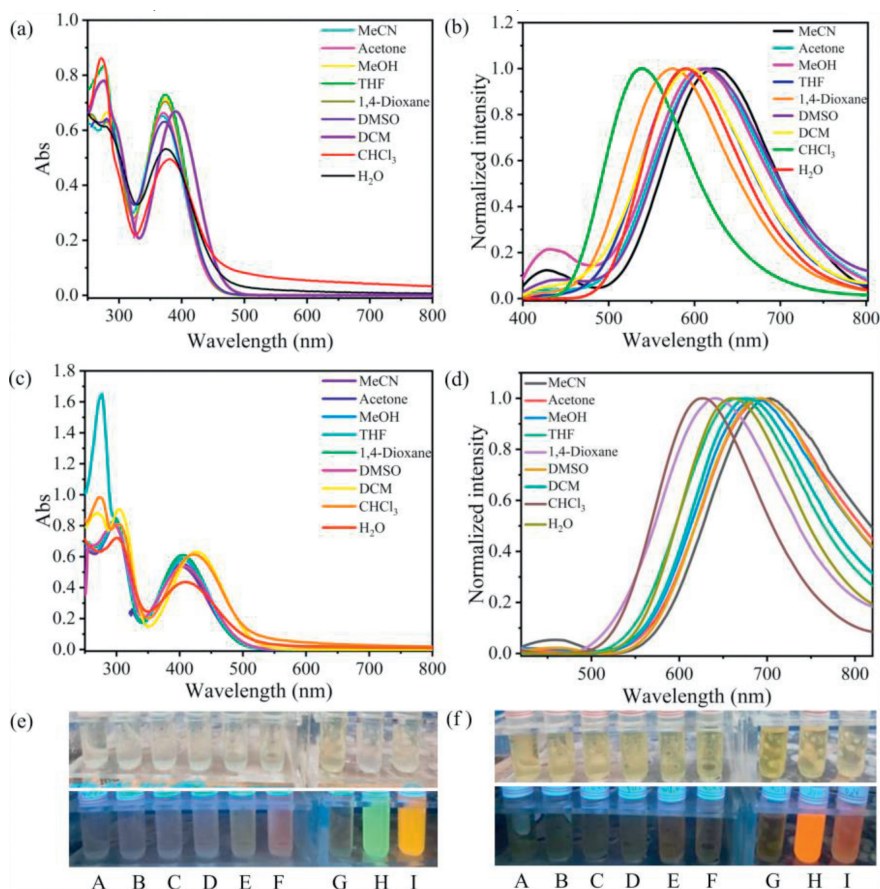 (a)
Abs
1.0
0.8
0.6
0.4
0.2
0.0
300 400 500 600 700 800
Wavelength (nm)
MeCN
Acetone
MeOH
THF
1,4-Dioxane
DMSO
DCM
CHCl₃
H₂O
(b)
Normalized intensity
1.2
1.0
0.8
0.6
0.4
0.2
0.0
400 500 600 700 800
Wavelength (nm)
MeCN
Acetone
MeOH
THF
1,4-Dioxane
DMSO
DCM
CHCl₃
H₂O
(c)
Abs
1.8
1.6
1.4
1.2
1.0
0.8
0.6
0.4
0.2
0.0
300 400 500 600 700 800
Wavelength (nm)
MeCN
Acetone
MeOH
THF
1,4-Dioxane
DMSO
DCM
CHCl₃
H₂O
(d)
Normalized intensity
1.0
0.8
0.6
0.4
0.2
0.0
500 600 700 800
Wavelength (nm)
MeCN
Acetone
MeOH
THF
1,4-Dioxane
DMSO
DCM
CHCl₃
H₂O
(e)
A B C D E F G H I
(f)
A B C D E F G H I